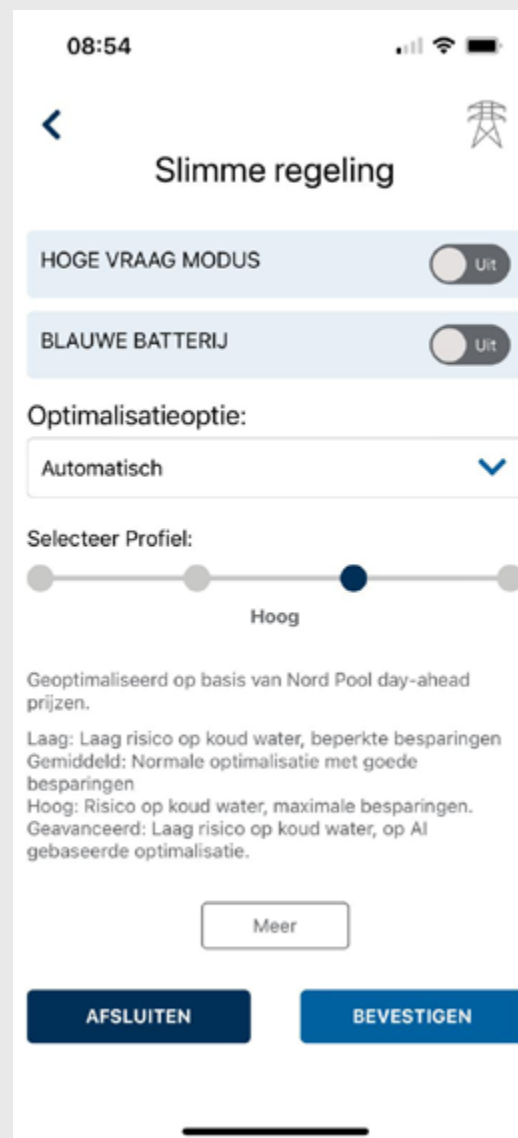 08:54
Slimme regeling
HOGE VRAAG MODUS
Uit
BLAUWE BATTERIJ
Uit
Optimalisatieoptie:
Automatisch
Selecteer Profiel:
Hoog
Geoptimaliseerd op basis van Nord Pool day-ahead
prijzen.
Laag: Laag risico op koud water, beperkte besparingen
Gemiddeld: Normale optimalisatie met goede
besparingen
Hoog: Risico op koud water, maximale besparingen.
Geavanceerd: Laag risico op koud water, op AI
gebaseerde optimalisatie.
Meer
AFSLUITEN
BEVESTIGEN